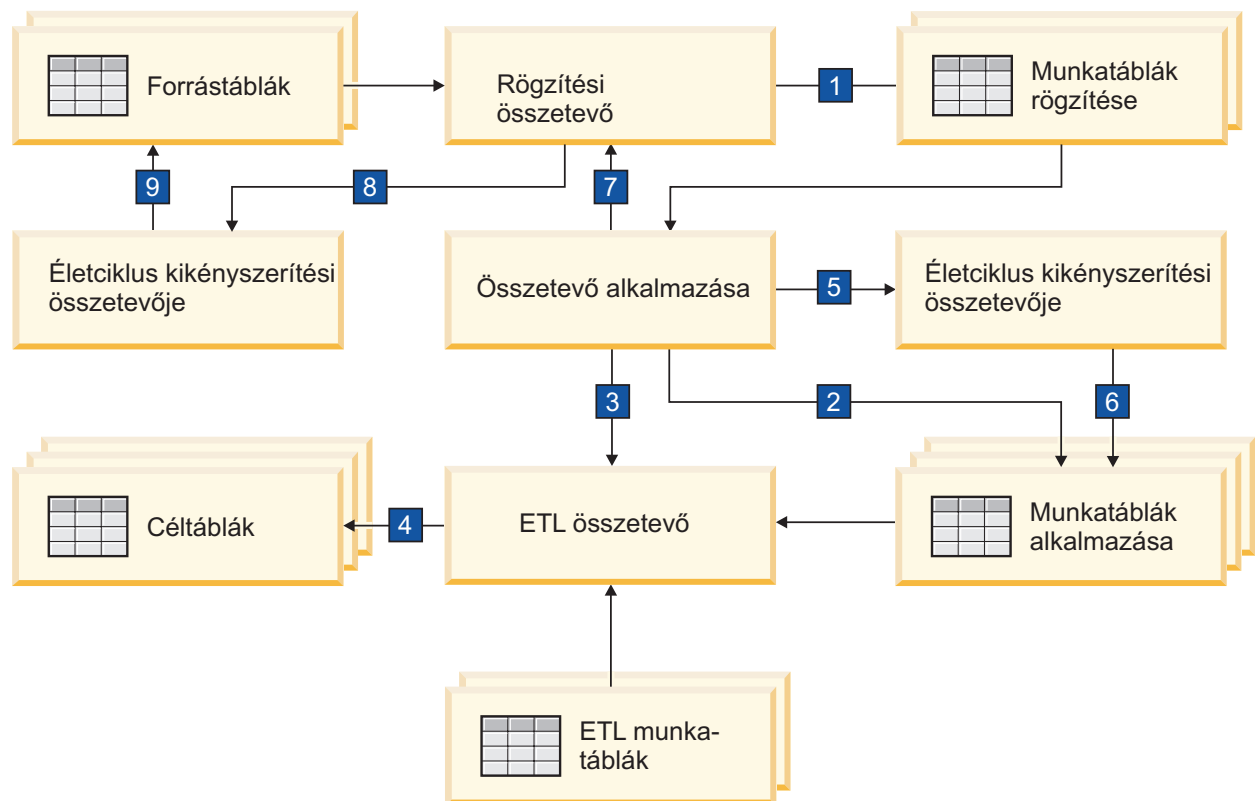 Forrástáblák
Rögzítési
összetevő
1
Munkatáblák
rögzítése
9
8
7
Életciklus kikényszerítési
összetevője
Összetevő alkalmazása
5
Életciklus kikényszerítési
összetevője
3
2
6
Céltáblák
4
ETL összetevő
Munkatáblák
alkalmazása
ETL munka-
táblák